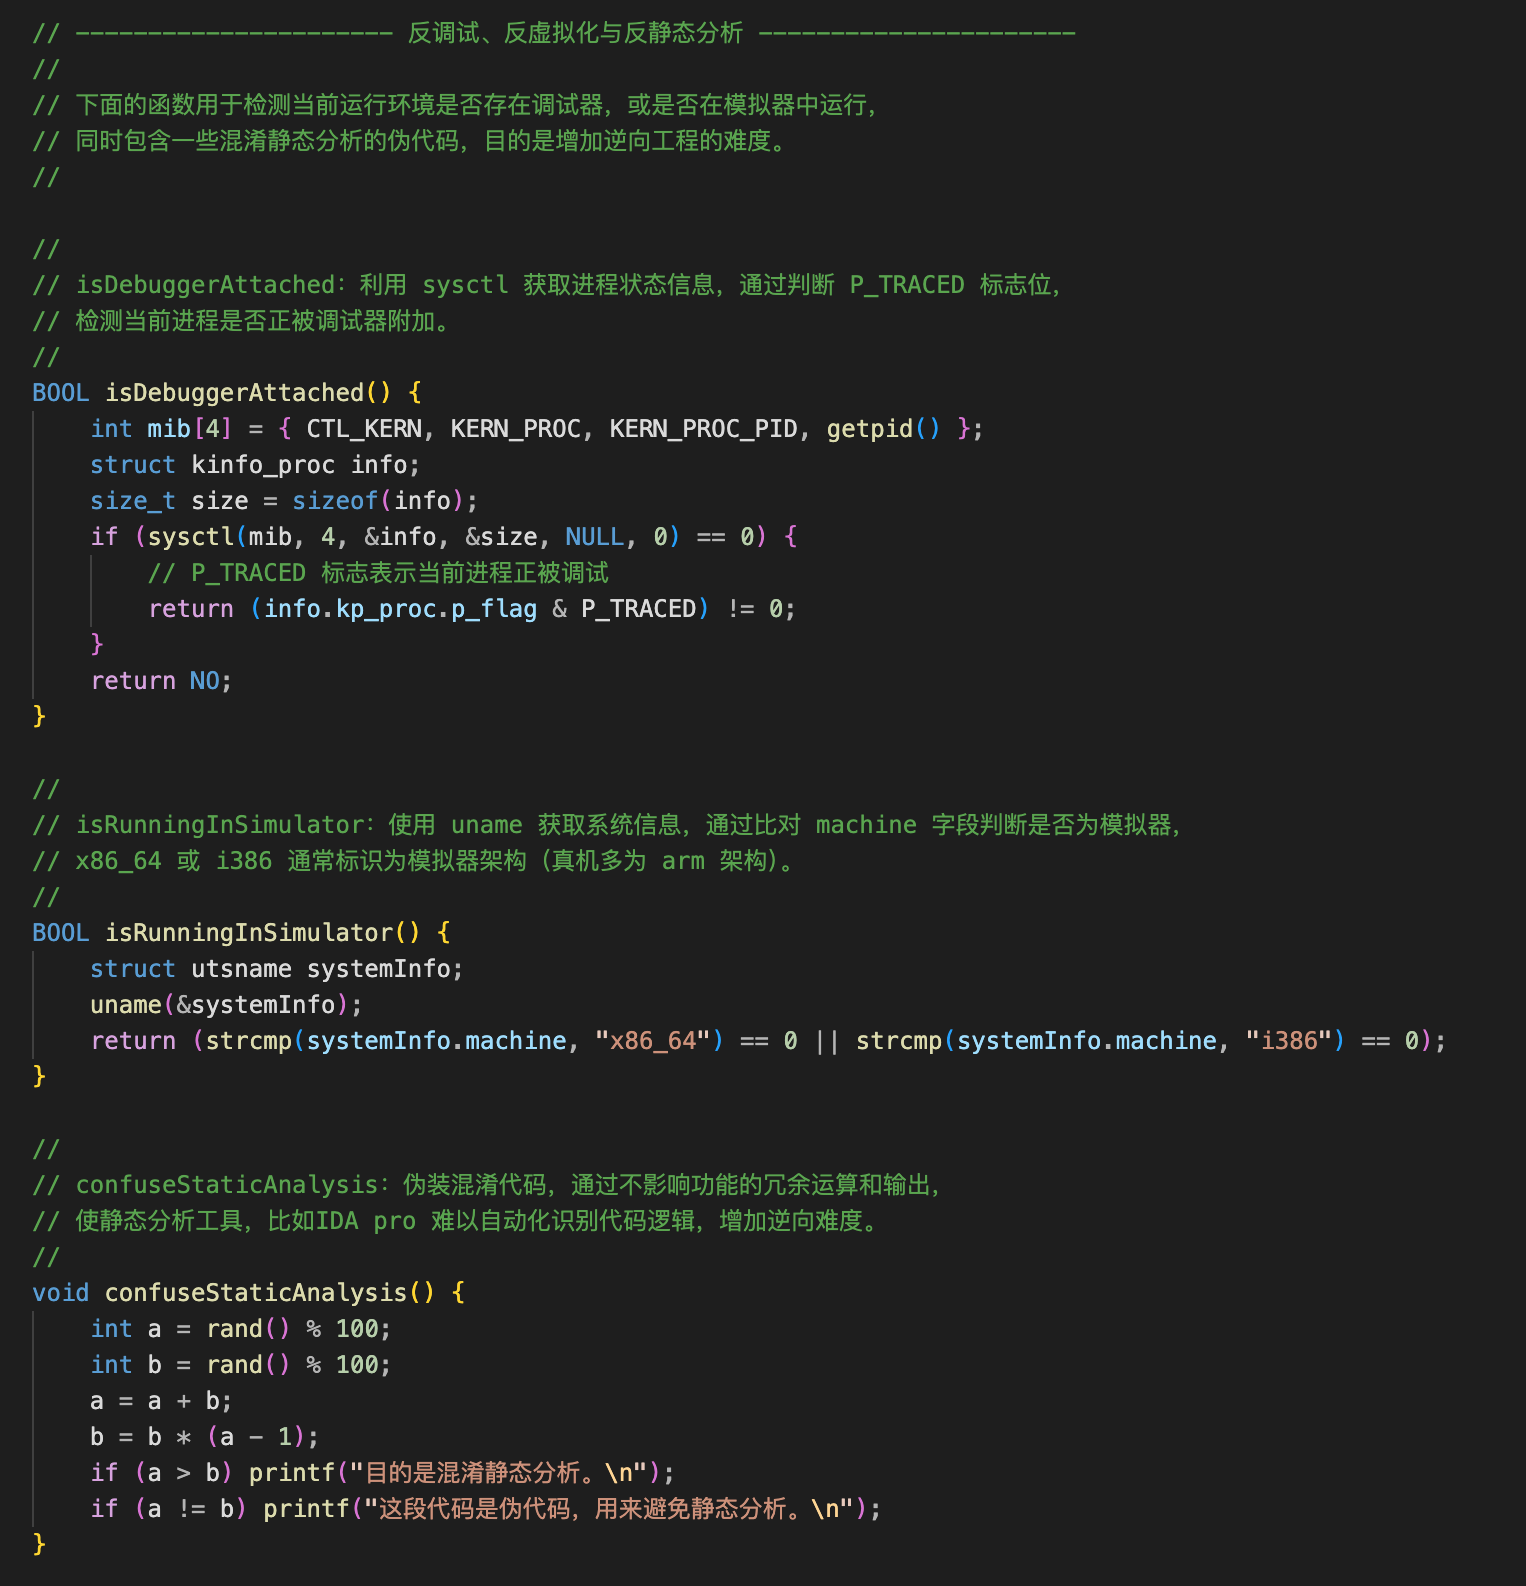 // ---------------------- 反调试、反虚拟化与反静态分析 ----------------------
//
// 下面的函数用于检测当前运行环境是否存在调试器，或是否在模拟器中运行，
// 同时包含一些混淆静态分析的伪代码，目的是增加逆向工程的难度。
//
//
// isDebuggerAttached：利用 sysctl 获取进程状态信息，通过判断 P_TRACED 标志位，
// 检测当前进程是否正被调试器附加。
//
BOOL isDebuggerAttached() {
    int mib[4] = { CTL_KERN, KERN_PROC, KERN_PROC_PID, getpid() };
    struct kinfo_proc info;
    size_t size = sizeof(info);
    if (sysctl(mib, 4, &info, &size, NULL, 0) == 0) {
        // P_TRACED 标志表示当前进程正被调试
        return (info.kp_proc.p_flag & P_TRACED) != 0;
    }
    return NO;
}
//
// isRunningInSimulator：使用 uname 获取系统信息，通过比对 machine 字段判断是否为模拟器，
// x86_64 或 i386 通常标识为模拟器架构（真机多为 arm 架构）。
//
BOOL isRunningInSimulator() {
    struct utsname systemInfo;
    uname(&systemInfo);
    return (strcmp(systemInfo.machine, "x86_64") == 0 || strcmp(systemInfo.machine, "i386") == 0);
}
//
// confuseStaticAnalysis：伪装混淆代码，通过不影响功能的冗余运算和输出，
// 使静态分析工具，比如IDA pro 难以自动化识别代码逻辑，增加逆向难度。
//
void confuseStaticAnalysis() {
    int a = rand() % 100;
    int b = rand() % 100;
    a = a + b;
    b = b * (a - 1);
    if (a > b) printf("目的是混淆静态分析。\n");
    if (a != b) printf("这段代码是伪代码，用来避免静态分析。\n");
}